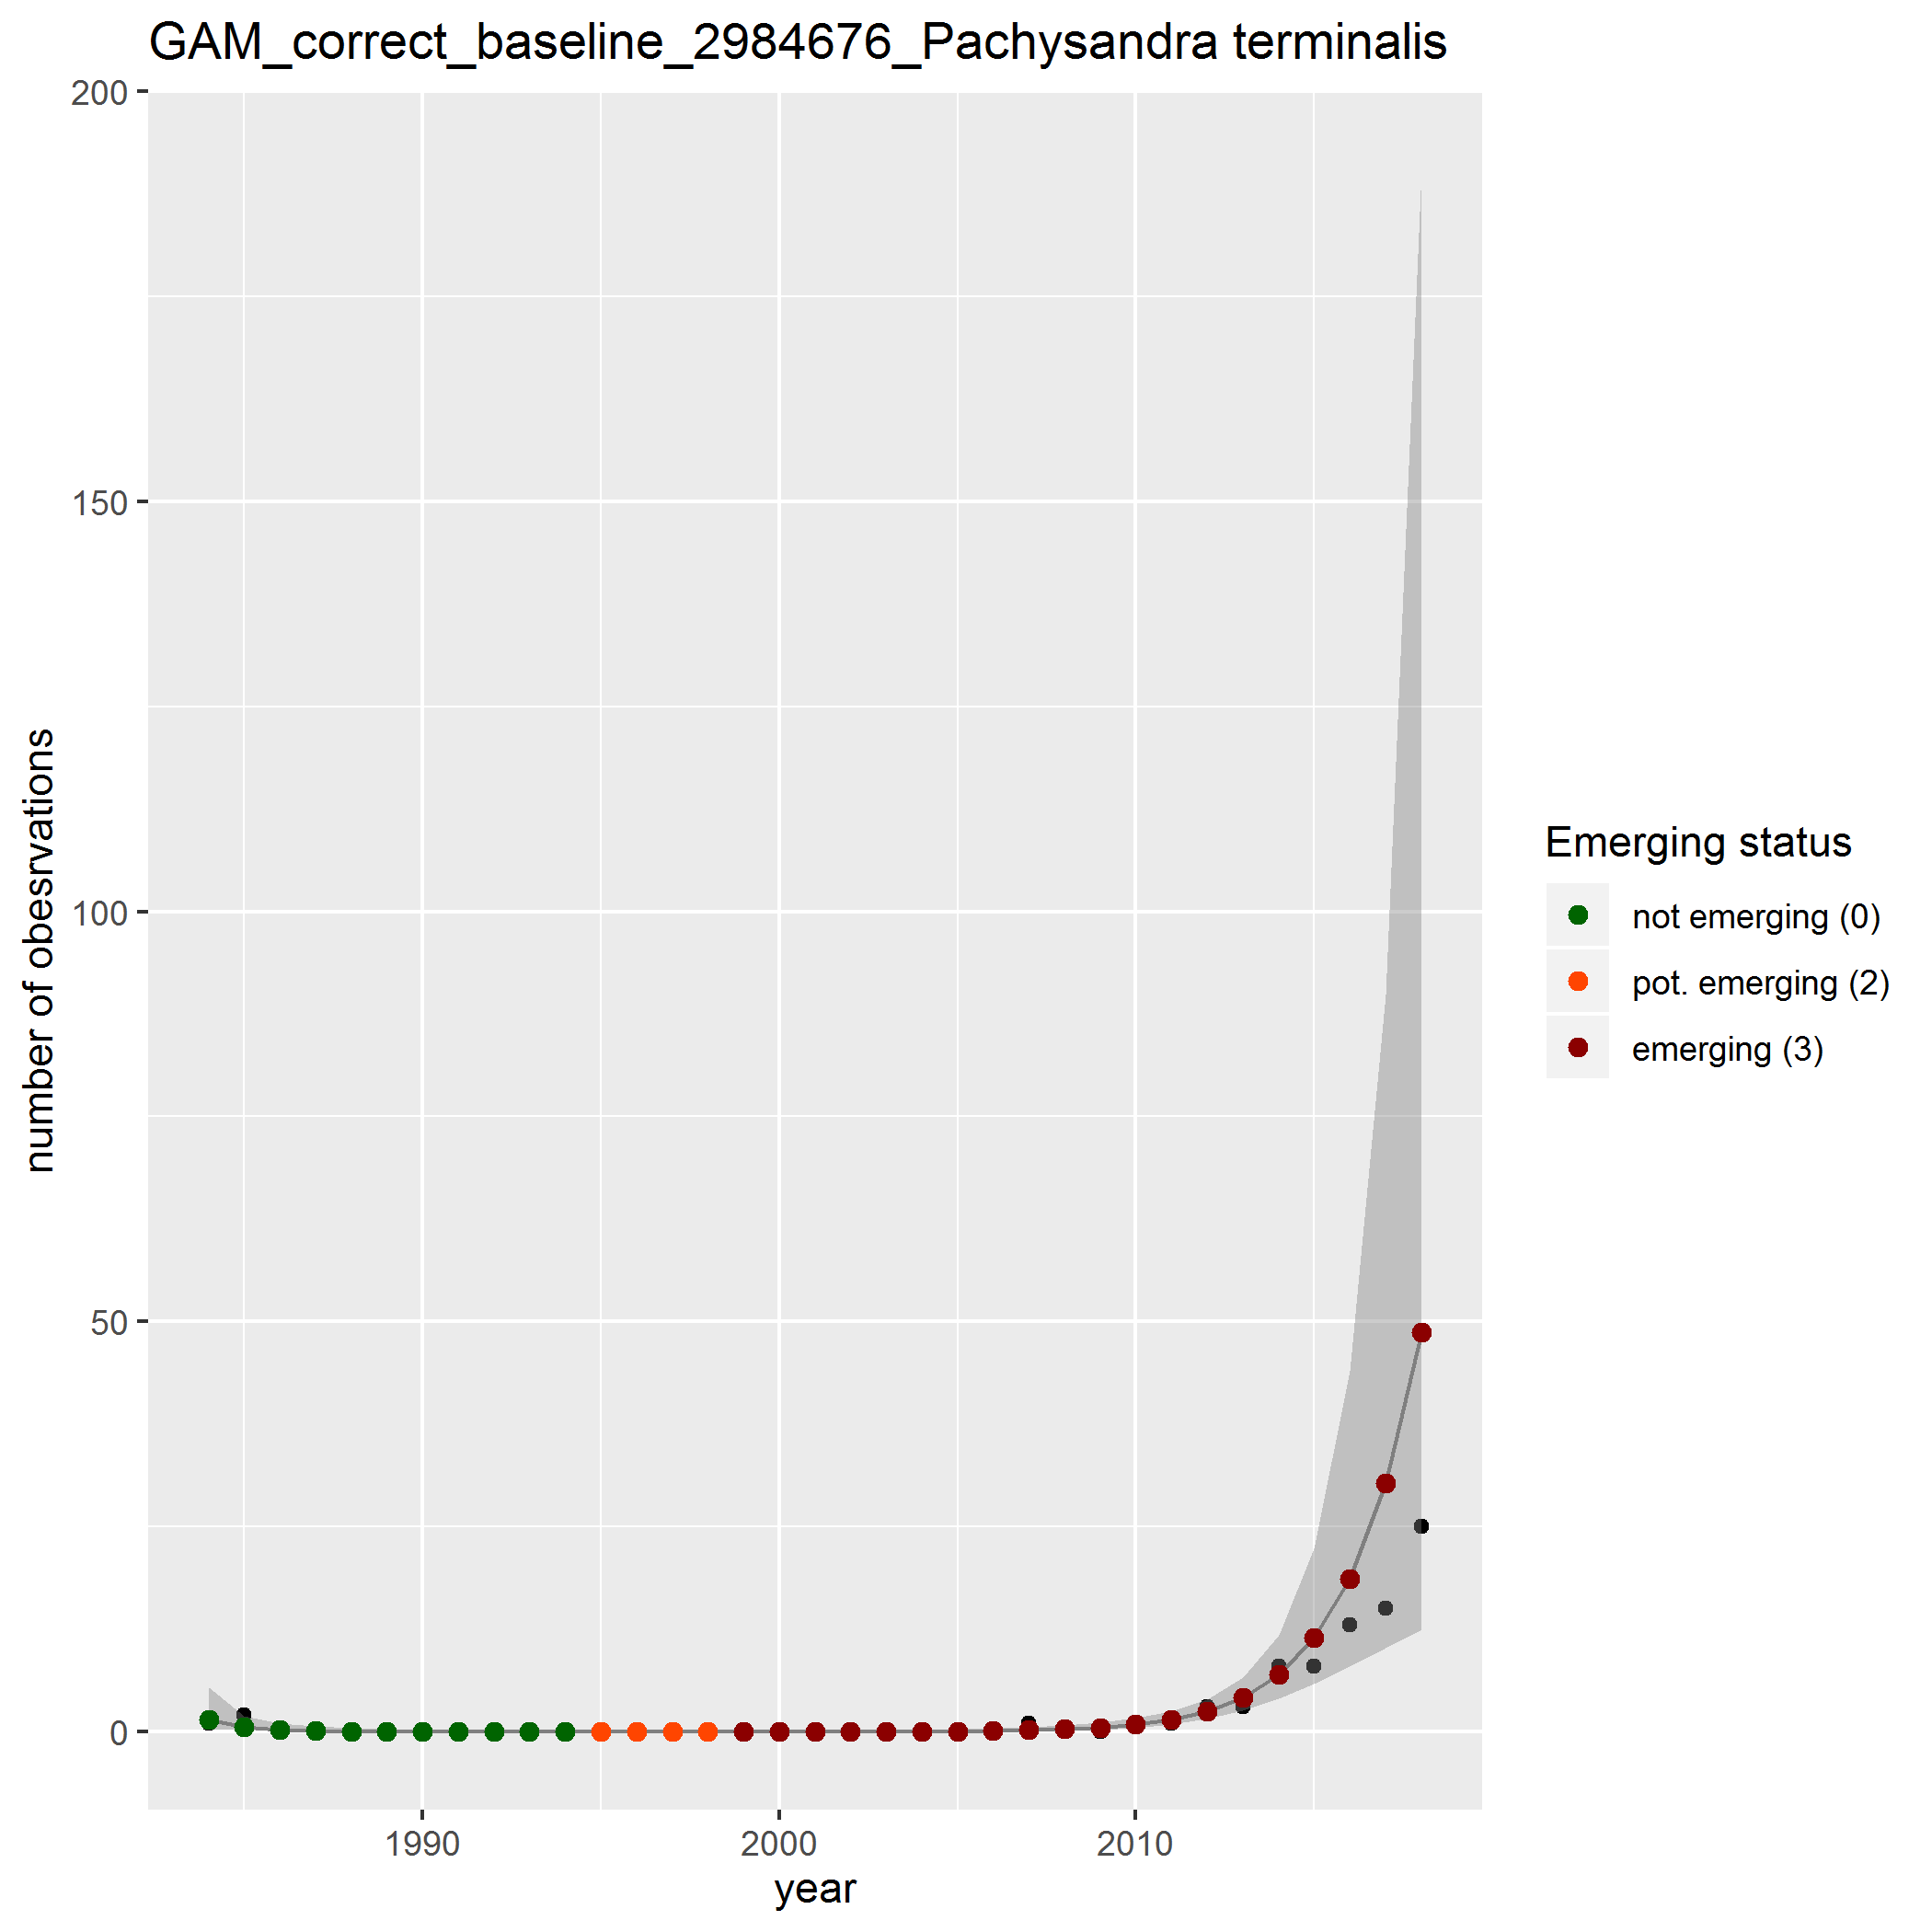 GAM_correct_baseline_2984676_Pachysandra terminalis
200
150
100
50
0
number of obesrvations
1990
2000
2010
year
Emerging status
not emerging (0)
pot. emerging (2)
emerging (3)